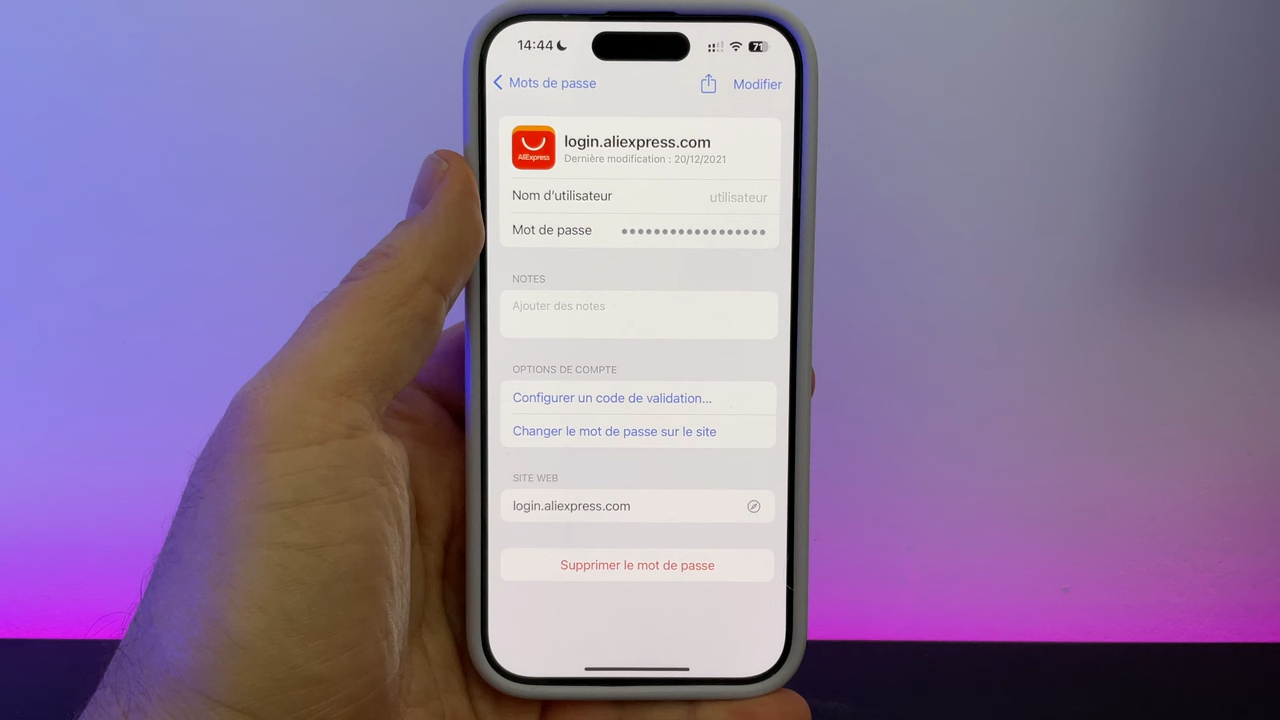 14:44
71
Mots de passe
Modifier
AliExpress
login.aliexpress.com
Dernière modification : 20/12/2021
Nom d'utilisateur utilisateur
Mot de passe ••••••••••••••••••
NOTES
Ajouter des notes
OPTIONS DE COMPTE
Configurer un code de validation...
Changer le mot de passe sur le site
SITE WEB
login.aliexpress.com
Supprimer le mot de passe